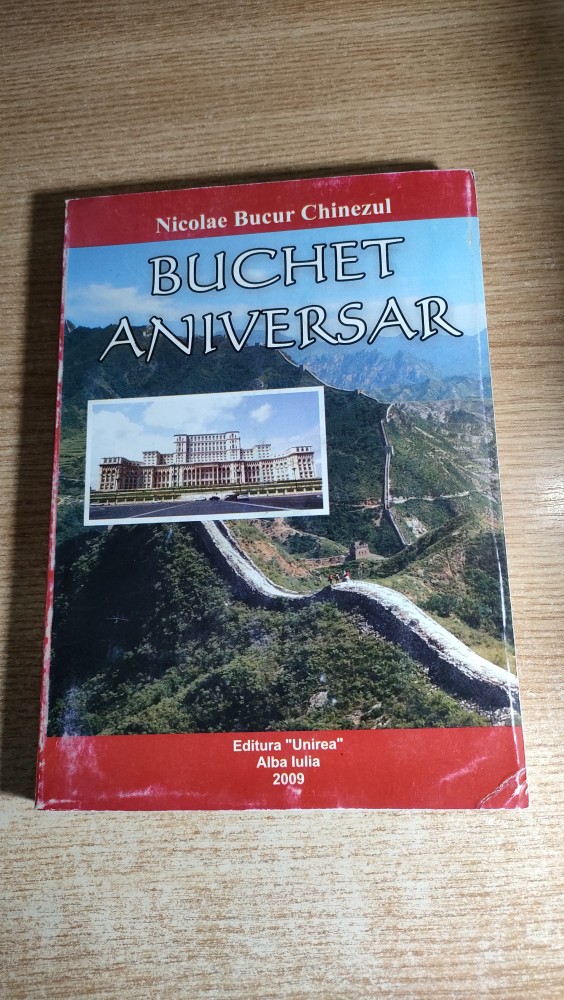 Nicolae Bucur Chinezul
BUCHET
ANIVERSAR
Editura "Unirea"
Alba Iulia
2009